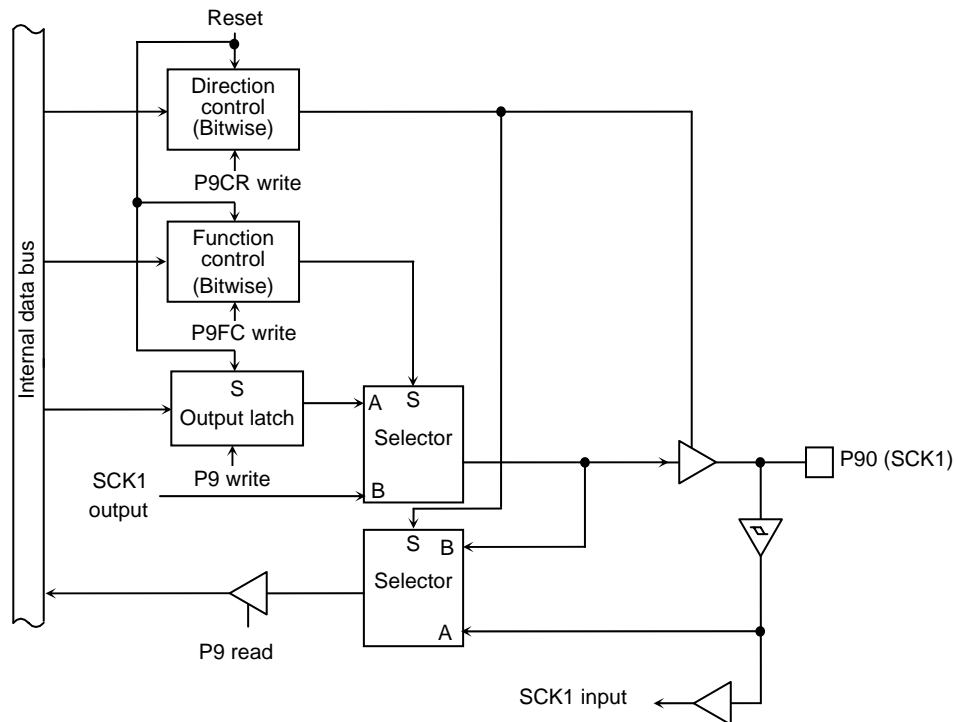 Reset
Direction
control
(Bitwise)
P9CR write
Function
control
(Bitwise)
P9FC write
Internal data bus
S
Output latch
P9 write
A
S
Selector
B
SCK1
output
P90 (SCK1)
S
B
Selector
A
P9 read
SCK1 input